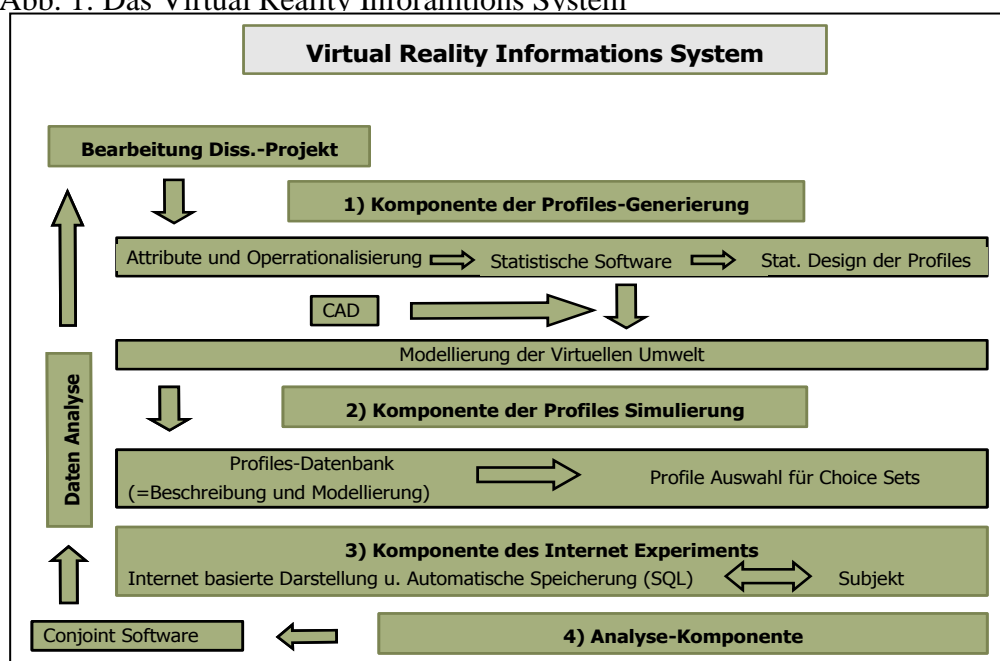 Abb. 1: Das Virtual Reality Inforamtions System
Virtual Reality Informations System
Bearbeitung Diss.-Projekt
1) Komponente der Profiles-Generierung
Attribute und Operrationalisierung
Statistische Software
Stat. Design der Profiles
CAD
Modellierung der Virtuellen Umwelt
Daten Analyse
2) Komponente der Profiles Simulierung
Profiles-Datenbank
(=Beschreibung und Modellierung)
Profile Auswahl für Choice Sets
3) Komponente des Internet Experiments
Internet basierte Darstellung u. Automatische Speicherung (SQL)
Subjekt
Conjoint Software
4) Analyse-Komponente